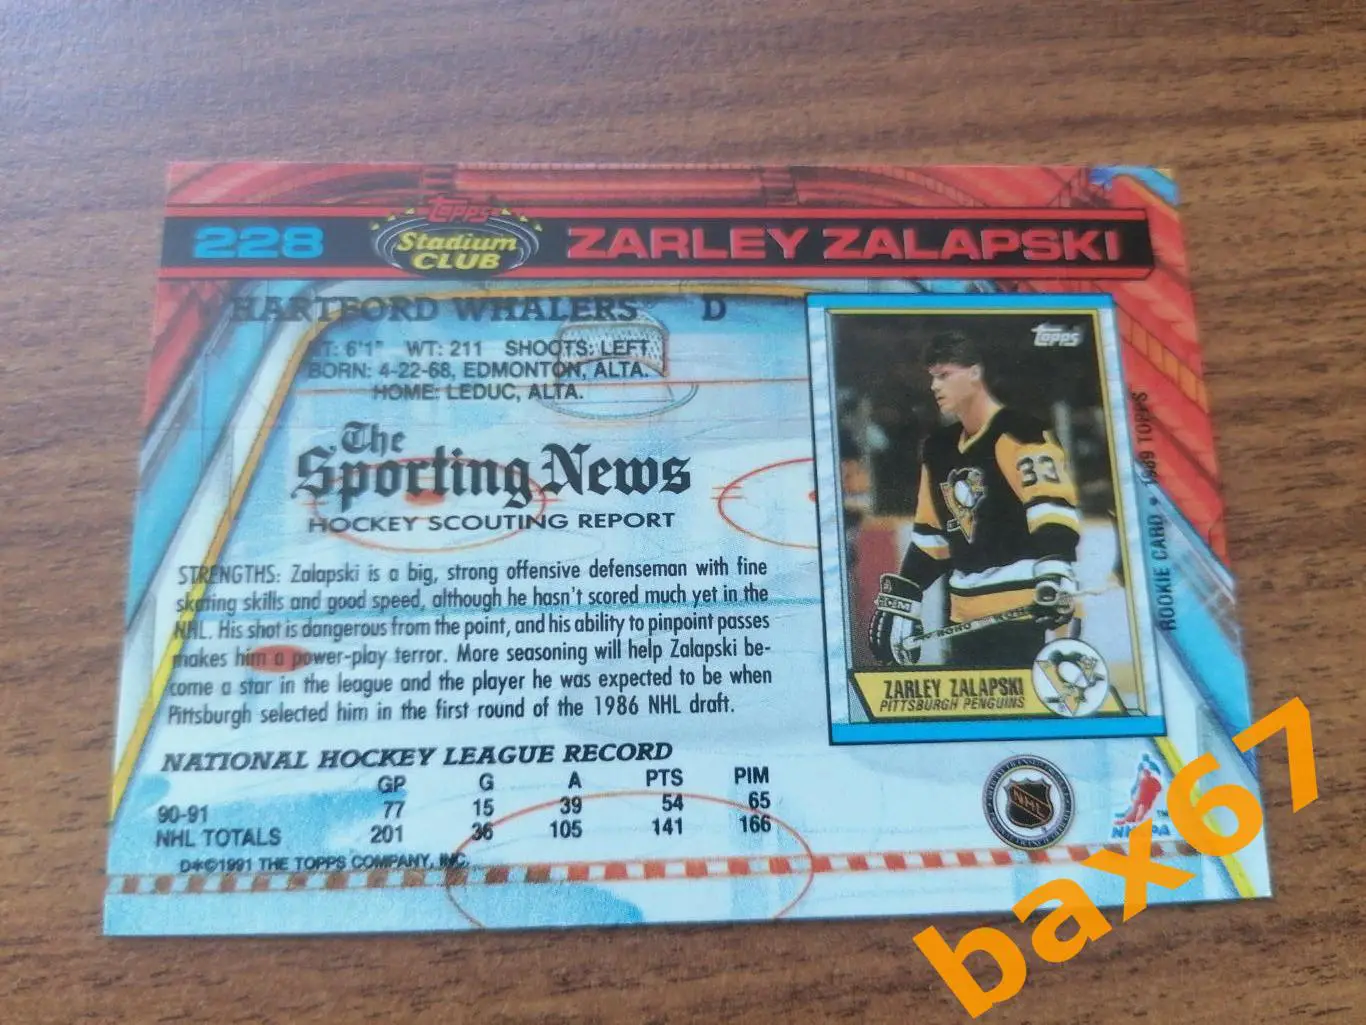 228
Topps
Stadium
CLUB
ZARLEY ZALAPSKI
HARTFORD WHALERS D
HT: 6'1" WT: 211 SHOOTS: LEFT
BORN: 4-22-68, EDMONTON, ALTA.
HOME: LEDUC, ALTA.
The
Sporting News
HOCKEY SCOUTING REPORT
STRENGTHS: Zalapski is a big, strong offensive defenseman with fine
skating skills and good speed, although he hasn't scored much yet in the
NHL. His shot is dangerous from the point, and his ability to pinpoint passes
makes him a power-play terror. More seasoning will help Zalapski be-
come a star in the league and the player he was expected to be when
Pittsburgh selected him in the first round of the 1986 NHL draft.
NATIONAL HOCKEY LEAGUE RECORD
GP G A PTS PIM
90-91 77 15 39 54 65
NHL TOTALS 201 36 105 141 166
D*©1991 THE TOPPS COMPANY, INC.
Topps
33
ZARLEY ZALAPSKI
PITTSBURGH PENGUINS
ROOKIE CARD • 1989 TOPPS
NHL
NHLPA
TM
bax67